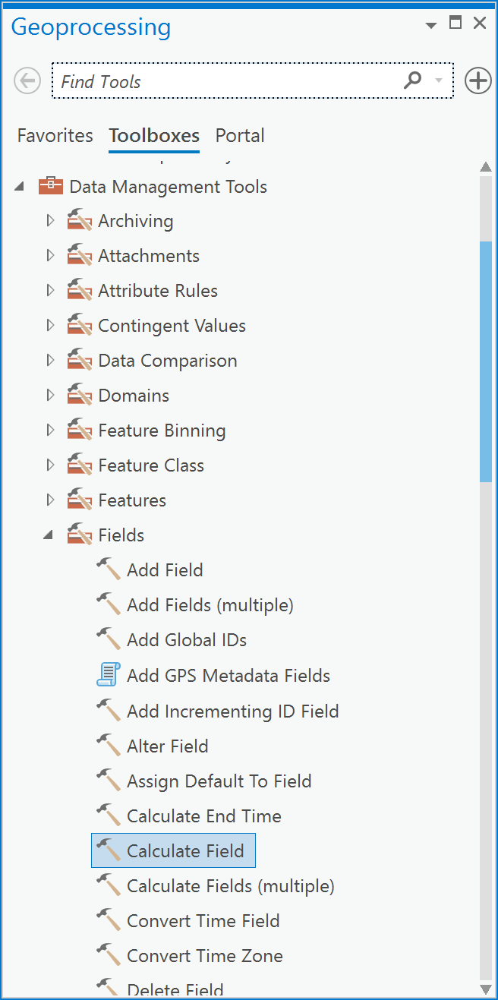 Geoprocessing
Find Tools
Favorites Toolboxes Portal
Data Management Tools
Archiving
Attachments
Attribute Rules
Contingent Values
Data Comparison
Domains
Feature Binning
Feature Class
Features
Fields
Add Field
Add Fields (multiple)
Add Global IDs
Add GPS Metadata Fields
Add Incrementing ID Field
Alter Field
Assign Default To Field
Calculate End Time
Calculate Field
Calculate Fields (multiple)
Convert Time Field
Convert Time Zone
Delete Field